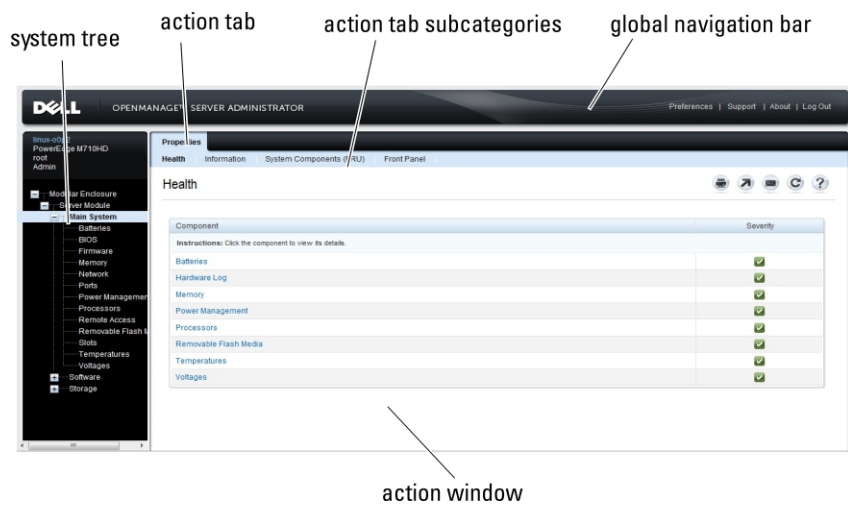 system tree
action tab
action tab subcategories
global navigation bar
DELL
OPENMANAGE™ SERVER ADMINISTRATOR
Preferences | Support | About | Log Out
PowerEdge M710HD
root
Admin
Modular Enclosure
Server Module
Main System
Batteries
BIOS
Firmware
Memory
Network
Ports
Power Managemen
Processors
Remote Access
Removable Flash M
Slots
Temperatures
Voltages
Software
Storage
Properties
Health Information System Components (FRU) Front Panel
Health
Component Severity
Instructions: Click the component to view its details.
Batteries
Hardware Log
Memory
Power Management
Processors
Removable Flash Media
Temperatures
Voltages
action window